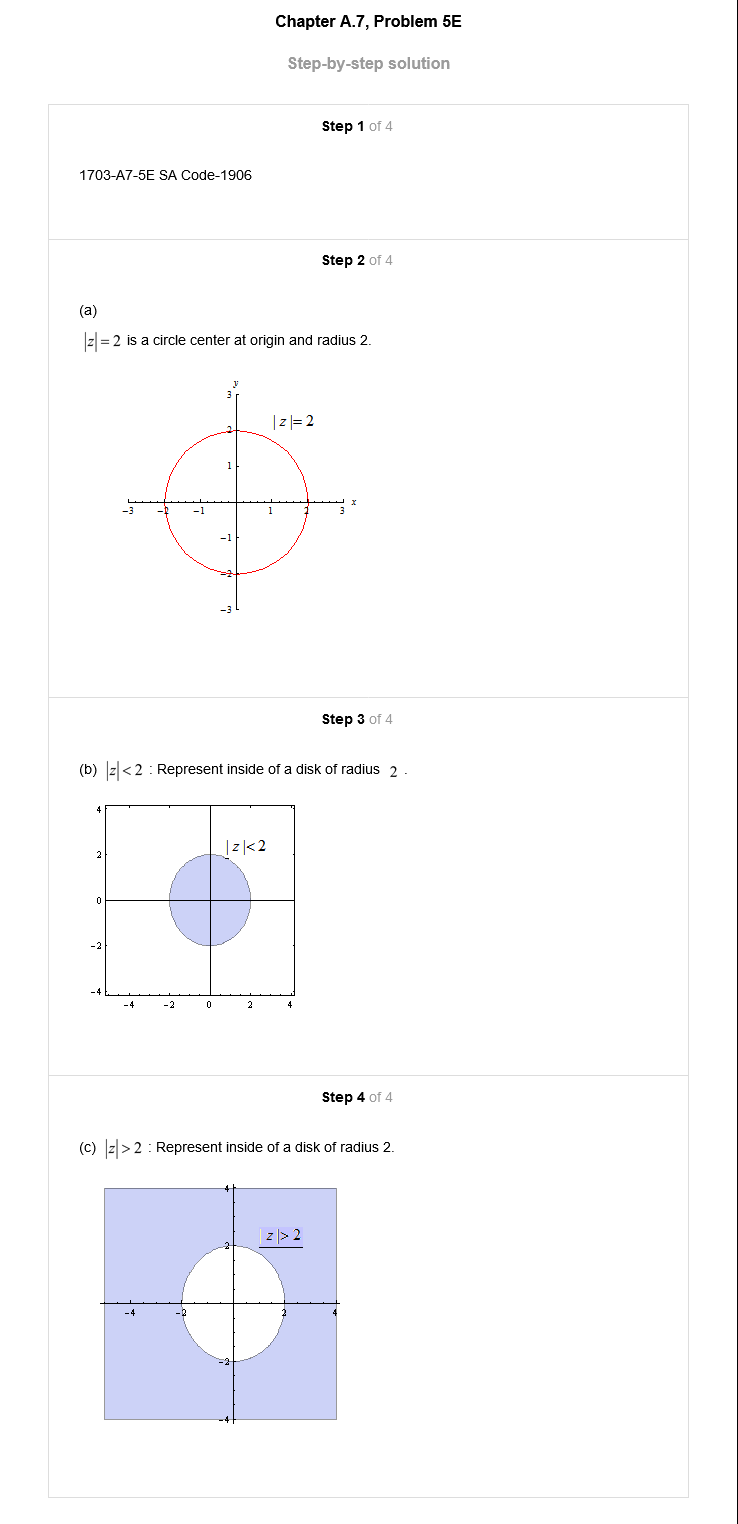 Chapter A.7, Problem 5E
Step-by-step solution
Step 1 of 4
1703-A7-5E SA Code-1906
Step 2 of 4
(a)
|z| = 2 is a circle center at origin and radius 2.
y
3
| z |= 2
2
1
x
−3 −2 −1 1 2 3
−1
−2
−3
Step 3 of 4
(b) |z| < 2 : Represent inside of a disk of radius 2 .
4
| z |< 2
2
0
−2
−4
−4 −2 0 2 4
Step 4 of 4
(c) |z| > 2 : Represent inside of a disk of radius 2.
4
| z |> 2
2
−4 −2 2 4
−2
−4